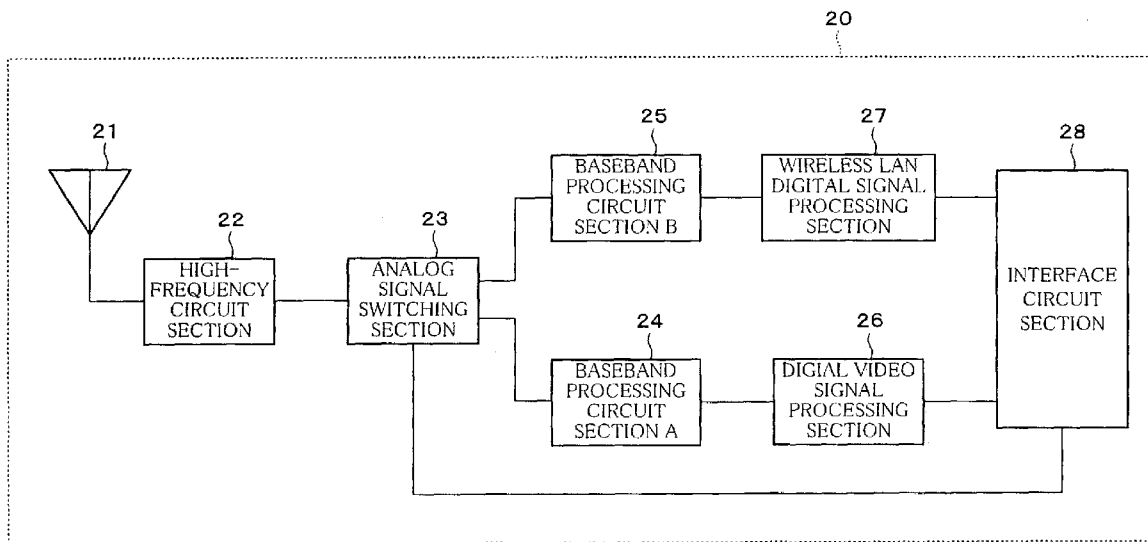 20
21
22
HIGH-
FREQUENCY
CIRCUIT
SECTION
23
ANALOG
SIGNAL
SWITCHING
SECTION
25
BASEBAND
PROCESSING
CIRCUIT
SECTION B
27
WIRELESS LAN
DIGITAL SIGNAL
PROCESSING
SECTION
24
BASEBAND
PROCESSING
CIRCUIT
SECTION A
26
DIGIAL VIDEO
SIGNAL
PROCESSING
SECTION
28
INTERFACE
CIRCUIT
SECTION